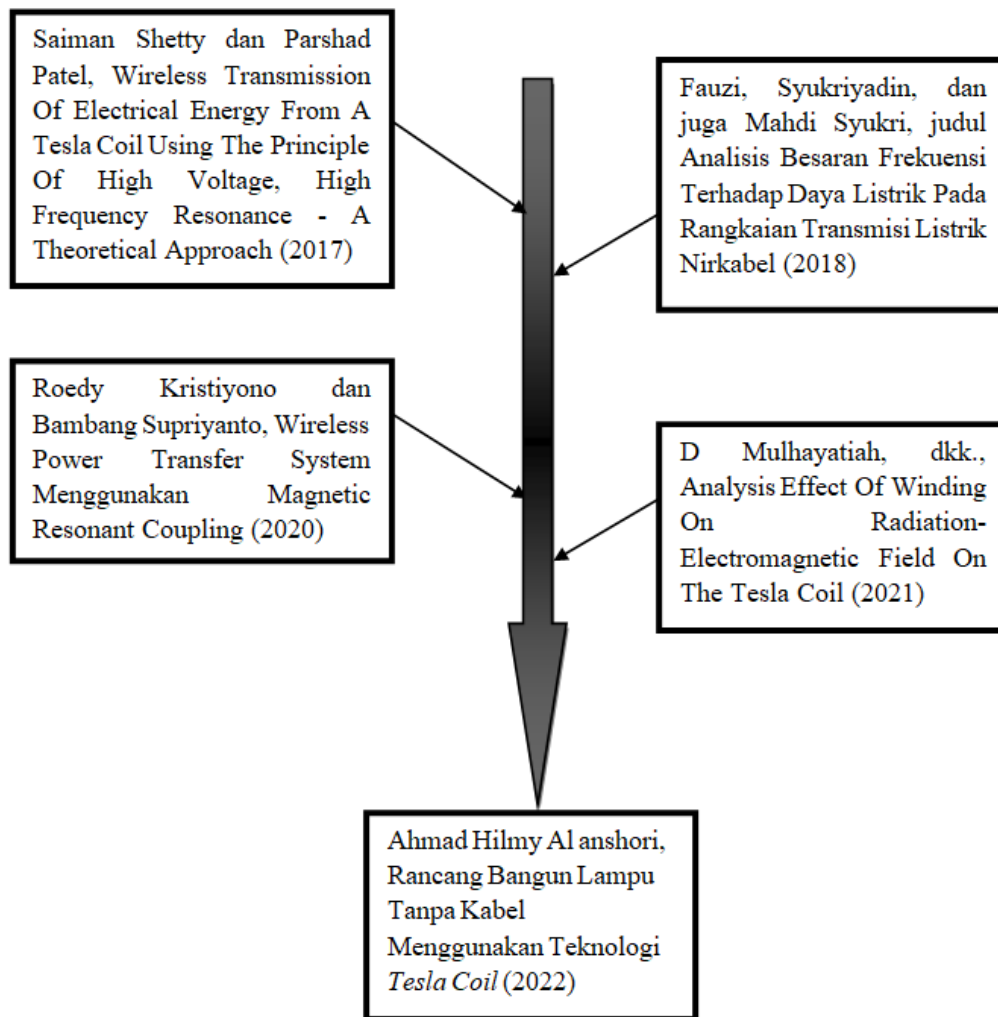 Saiman Shetty dan Parshad
Patel, Wireless Transmission
Of Electrical Energy From A
Tesla Coil Using The Principle
Of High Voltage, High
Frequency Resonance - A
Theoretical Approach (2017)
Fauzi, Syukriyadin, dan
juga Mahdi Syukri, judul
Analisis Besaran Frekuensi
Terhadap Daya Listrik Pada
Rangkaian Transmisi Listrik
Nirkabel (2018)
Roedy Kristiyono dan
Bambang Supriyanto, Wireless
Power Transfer System
Menggunakan Magnetic
Resonant Coupling (2020)
D Mulhayatiah, dkk.,
Analysis Effect Of Winding
On Radiation-
Electromagnetic Field On
The Tesla Coil (2021)
Ahmad Hilmy Al anshori,
Rancang Bangun Lampu
Tanpa Kabel
Menggunakan Teknologi
Tesla Coil (2022)